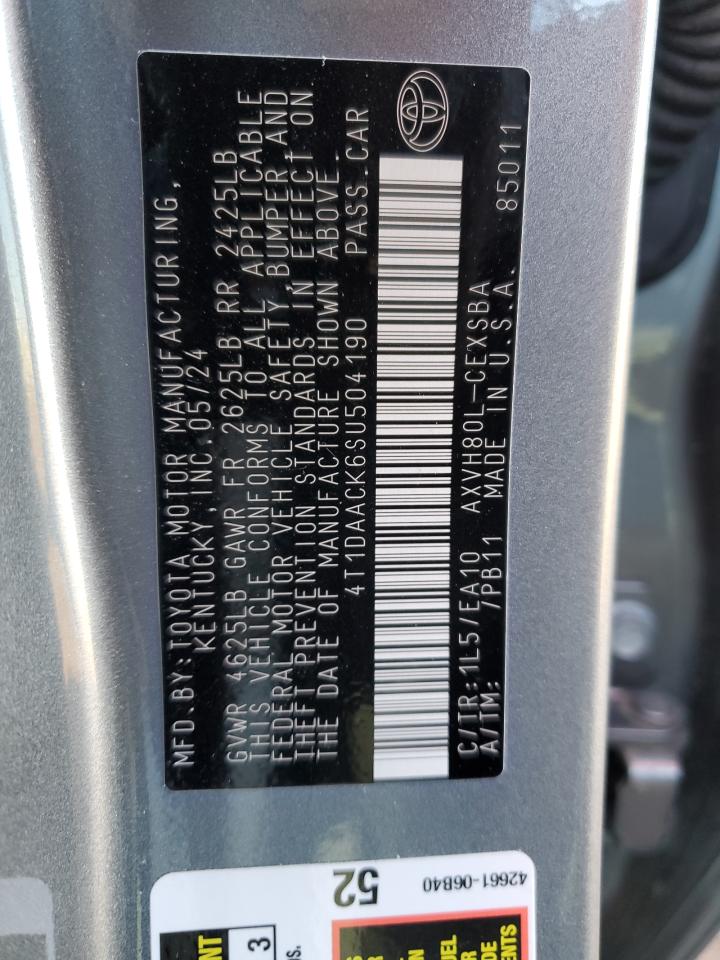 MFD.BY:TOYOTA MOTOR MANUFACTURING,
KENTUCKY,INC.05/24
GVWR 4625LB GAWR FR 2625LB RR 2425LB
THIS VEHICLE CONFORMS TO ALL APPLICABLE
FEDERAL MOTOR VEHICLE SAFETY,BUMPER,AND
THEFT PREVENTION STANDARDS IN EFFECT ON
THE DATE OF MANUFACTURE SHOWN ABOVE.
4T1DAACK6SU504190 PASS.CAR
C/TR:1L5/EA10 AXVH80L-CEXSBA
A/TM: /PB11 MADE IN U.S.A. 85011
52
42661-06B40
3